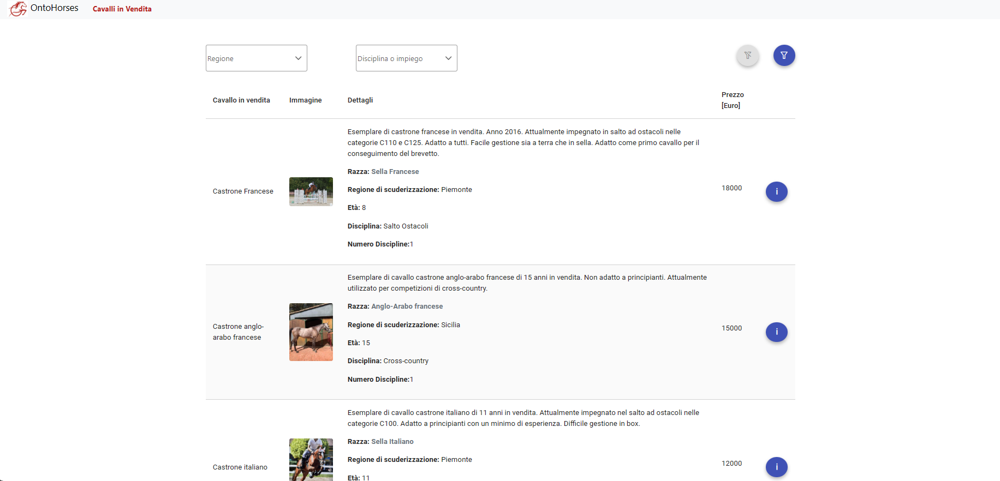 OntoHorses
Cavalli in Vendita
Regione
Disciplina o impiego
Cavallo in vendita
Immagine
Dettagli
Prezzo
[Euro]
Castrone Francese
Esemplare di castrone francese in vendita. Anno 2016. Attualmente impegnato in salto ad ostacoli nelle
categorie C110 e C125. Adatto a tutti. Facile gestione sia a terra che in sella. Adatto come primo cavallo per il
conseguimento del brevetto.
Razza: Sella Francese
Regione di scuderizzazione: Piemonte
Età: 8
Disciplina: Salto Ostacoli
Numero Discipline:1
18000
i
Castrone anglo-
arabo francese
Esemplare di cavallo castrone anglo-arabo francese di 15 anni in vendita. Non adatto a principianti. Attualmente
utilizzato per competizioni di cross-country.
Razza: Anglo-Arabo francese
Regione di scuderizzazione: Sicilia
Età: 15
Disciplina: Cross-country
Numero Discipline:1
15000
i
Castrone italiano
Esemplare di cavallo castrone italiano di 11 anni in vendita. Attualmente impegnato nel salto ad ostacoli nelle
categorie C100. Adatto a principianti con un minimo di esperienza. Difficile gestione in box.
Razza: Sella Italiano
Regione di scuderizzazione: Piemonte
Età: 11
12000
i